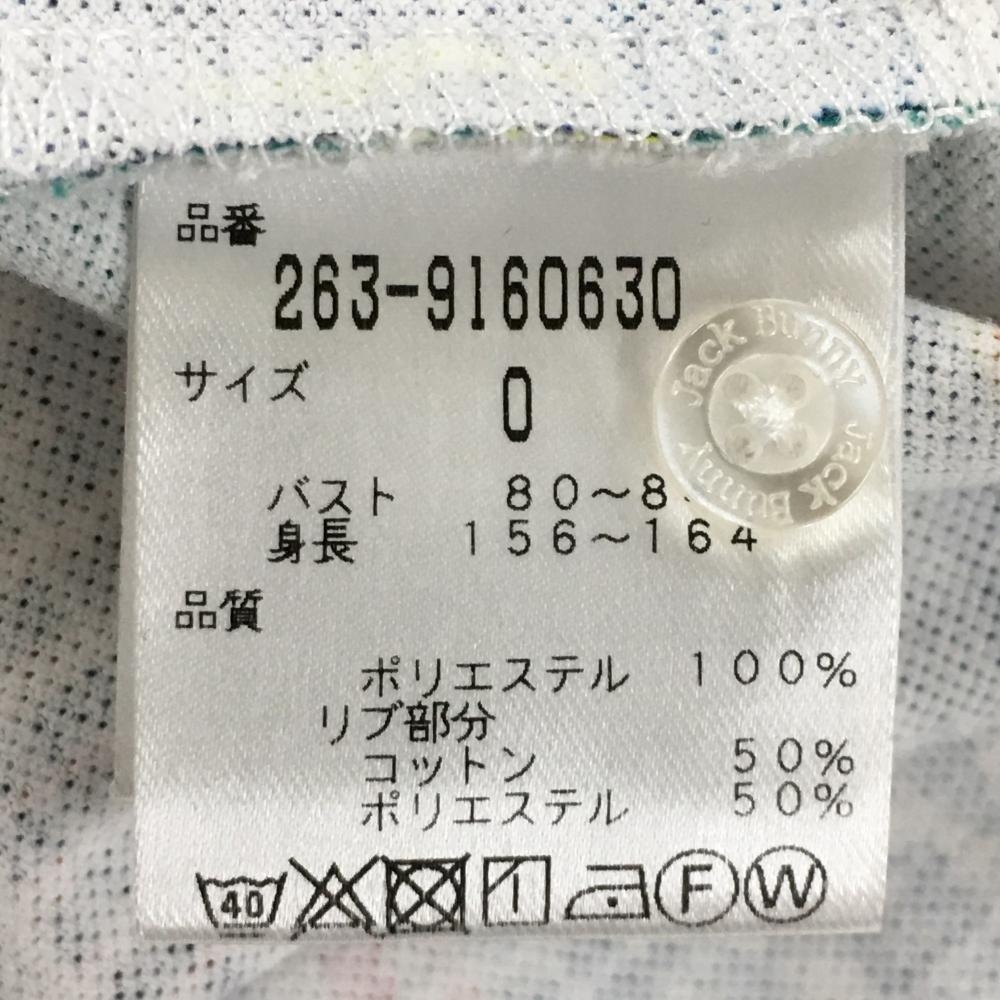 品番
263-9160630
サイズ 0
バスト 80～8
身長 156～164
品質
ポリエステル 100%
リブ部分
コットン 50%
ポリエステル 50%
40 F W
Jack Bunny Jack Bunny